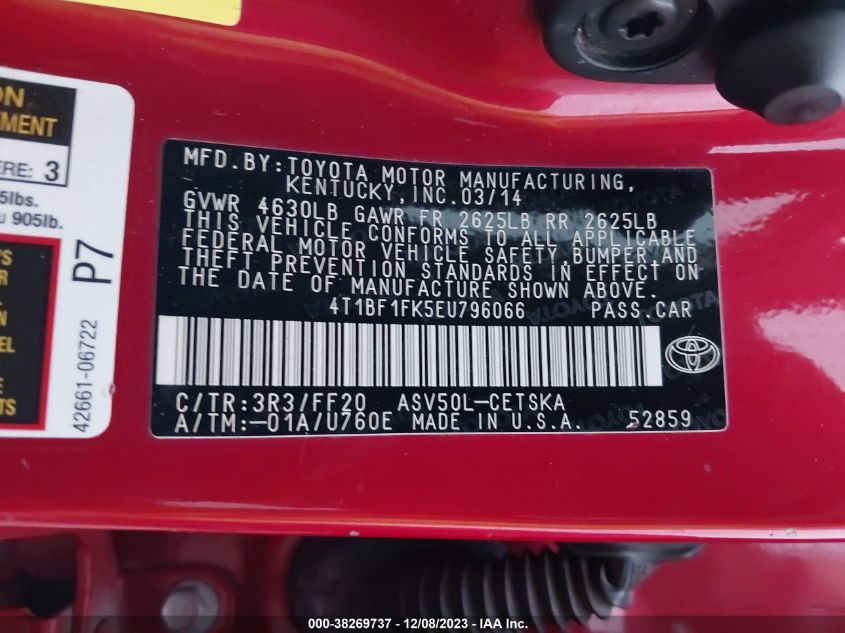 ON
MENT
ERE: 3
5lbs.
905lb.
P7
42661-06722
MFD.BY:TOYOTA MOTOR MANUFACTURING,
KENTUCKY,INC.03/14
GVWR 4630LB GAWR FR 2625LB RR 2625LB
THIS VEHICLE CONFORMS TO ALL APPLICABLE
FEDERAL MOTOR VEHICLE SAFETY,BUMPER,AND
THEFT PREVENTION STANDARDS IN EFFECT ON
THE DATE OF MANUFACTURE SHOWN ABOVE.
4T1BF1FK5EU796066 PASS.CAR
C/TR:3R3/FF20 ASV50L-CETSKA
A/TM:-01A/U760E MADE IN U.S.A. 52859
000-38269737 - 12/08/2023 - IAA Inc.